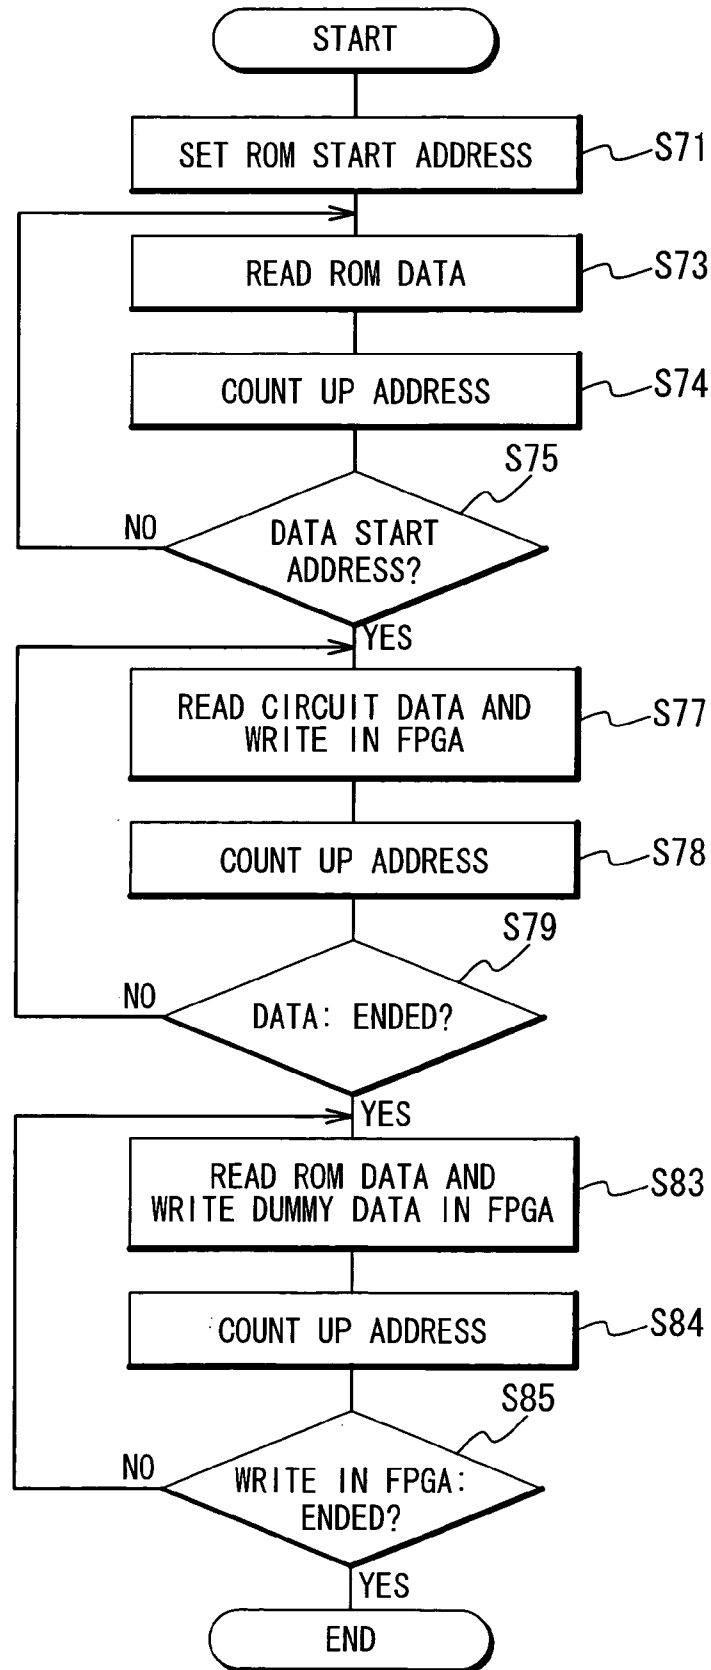 START
SET ROM START ADDRESS
S71
READ ROM DATA
S73
COUNT UP ADDRESS
S74
S75
NO
DATA START
ADDRESS?
YES
READ CIRCUIT DATA AND
WRITE IN FPGA
S77
COUNT UP ADDRESS
S78
S79
NO
DATA: ENDED?
YES
READ ROM DATA AND
WRITE DUMMY DATA IN FPGA
S83
COUNT UP ADDRESS
S84
S85
NO
WRITE IN FPGA:
ENDED?
YES
END